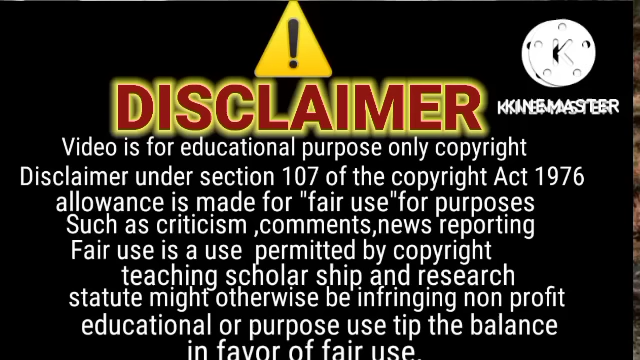 DISCLAIMER
KINEMASTER
Video is for educational purpose only copyright
Disclaimer under section 107 of the copyright Act 1976
allowance is made for "fair use"for purposes
Such as criticism ,comments,news reporting
Fair use is a use permitted by copyright
teaching scholar ship and research
statute might otherwise be infringing non profit
educational or purpose use tip the balance
in favor of fair use.